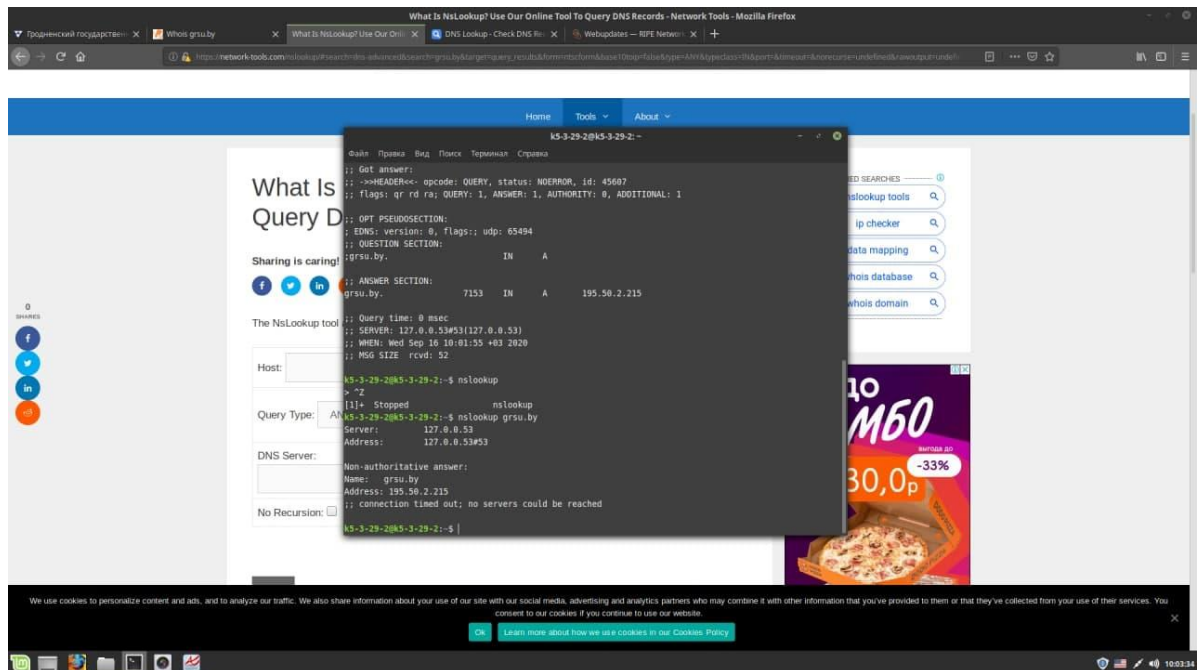 What Is NsLookup? Use Our Online Tool To Query DNS Records - Network Tools - Mozilla Firefox
Гродненский государствен
Whois grsu.by
What Is NsLookup? Use Our Onli
DNS Lookup - Check DNS Re
Webupdates — RIPE Network
Home Tools About
k5-3-29-2@k5-3-29-2: ~
Файл Правка Вид Поиск Терминал Справка
;; Got answer:
;; ->>HEADER<<- opcode: QUERY, status: NOERROR, id: 45607
;; flags: qr rd ra; QUERY: 1, ANSWER: 1, AUTHORITY: 0, ADDITIONAL: 1
;; OPT PSEUDOSECTION:
; EDNS: version: 0, flags:; udp: 65494
;; QUESTION SECTION:
;grsu.by. IN A
;; ANSWER SECTION:
grsu.by. 7153 IN A 195.50.2.215
;; Query time: 0 msec
;; SERVER: 127.0.0.53#53(127.0.0.53)
;; WHEN: Wed Sep 16 10:01:55 +03 2020
;; MSG SIZE rcvd: 52
k5-3-29-2@k5-3-29-2:~$ nslookup
> ^Z
[1]+ Stopped nslookup
k5-3-29-2@k5-3-29-2:~$ nslookup grsu.by
Server: 127.0.0.53
Address: 127.0.0.53#53
Non-authoritative answer:
Name: grsu.by
Address: 195.50.2.215
;; connection timed out; no servers could be reached
k5-3-29-2@k5-3-29-2:~$
What Is
Query D
Sharing is caring!
0
SHARES
The NsLookup tool
Host:
Query Type: AN
DNS Server:
No Recursion:
ED SEARCHES
nslookup tools
ip checker
data mapping
whois database
whois domain
ДО
МБО
выгода до
-33%
30,0р
We use cookies to personalize content and ads, and to analyze our traffic. We also share information about your use of our site with our social media, advertising and analytics partners who may combine it with other information that you've provided to them or that they've collected from your use of their services. You
consent to our cookies if you continue to use our website.
Ok Learn more about how we use cookies in our Cookies Policy
10:03:34